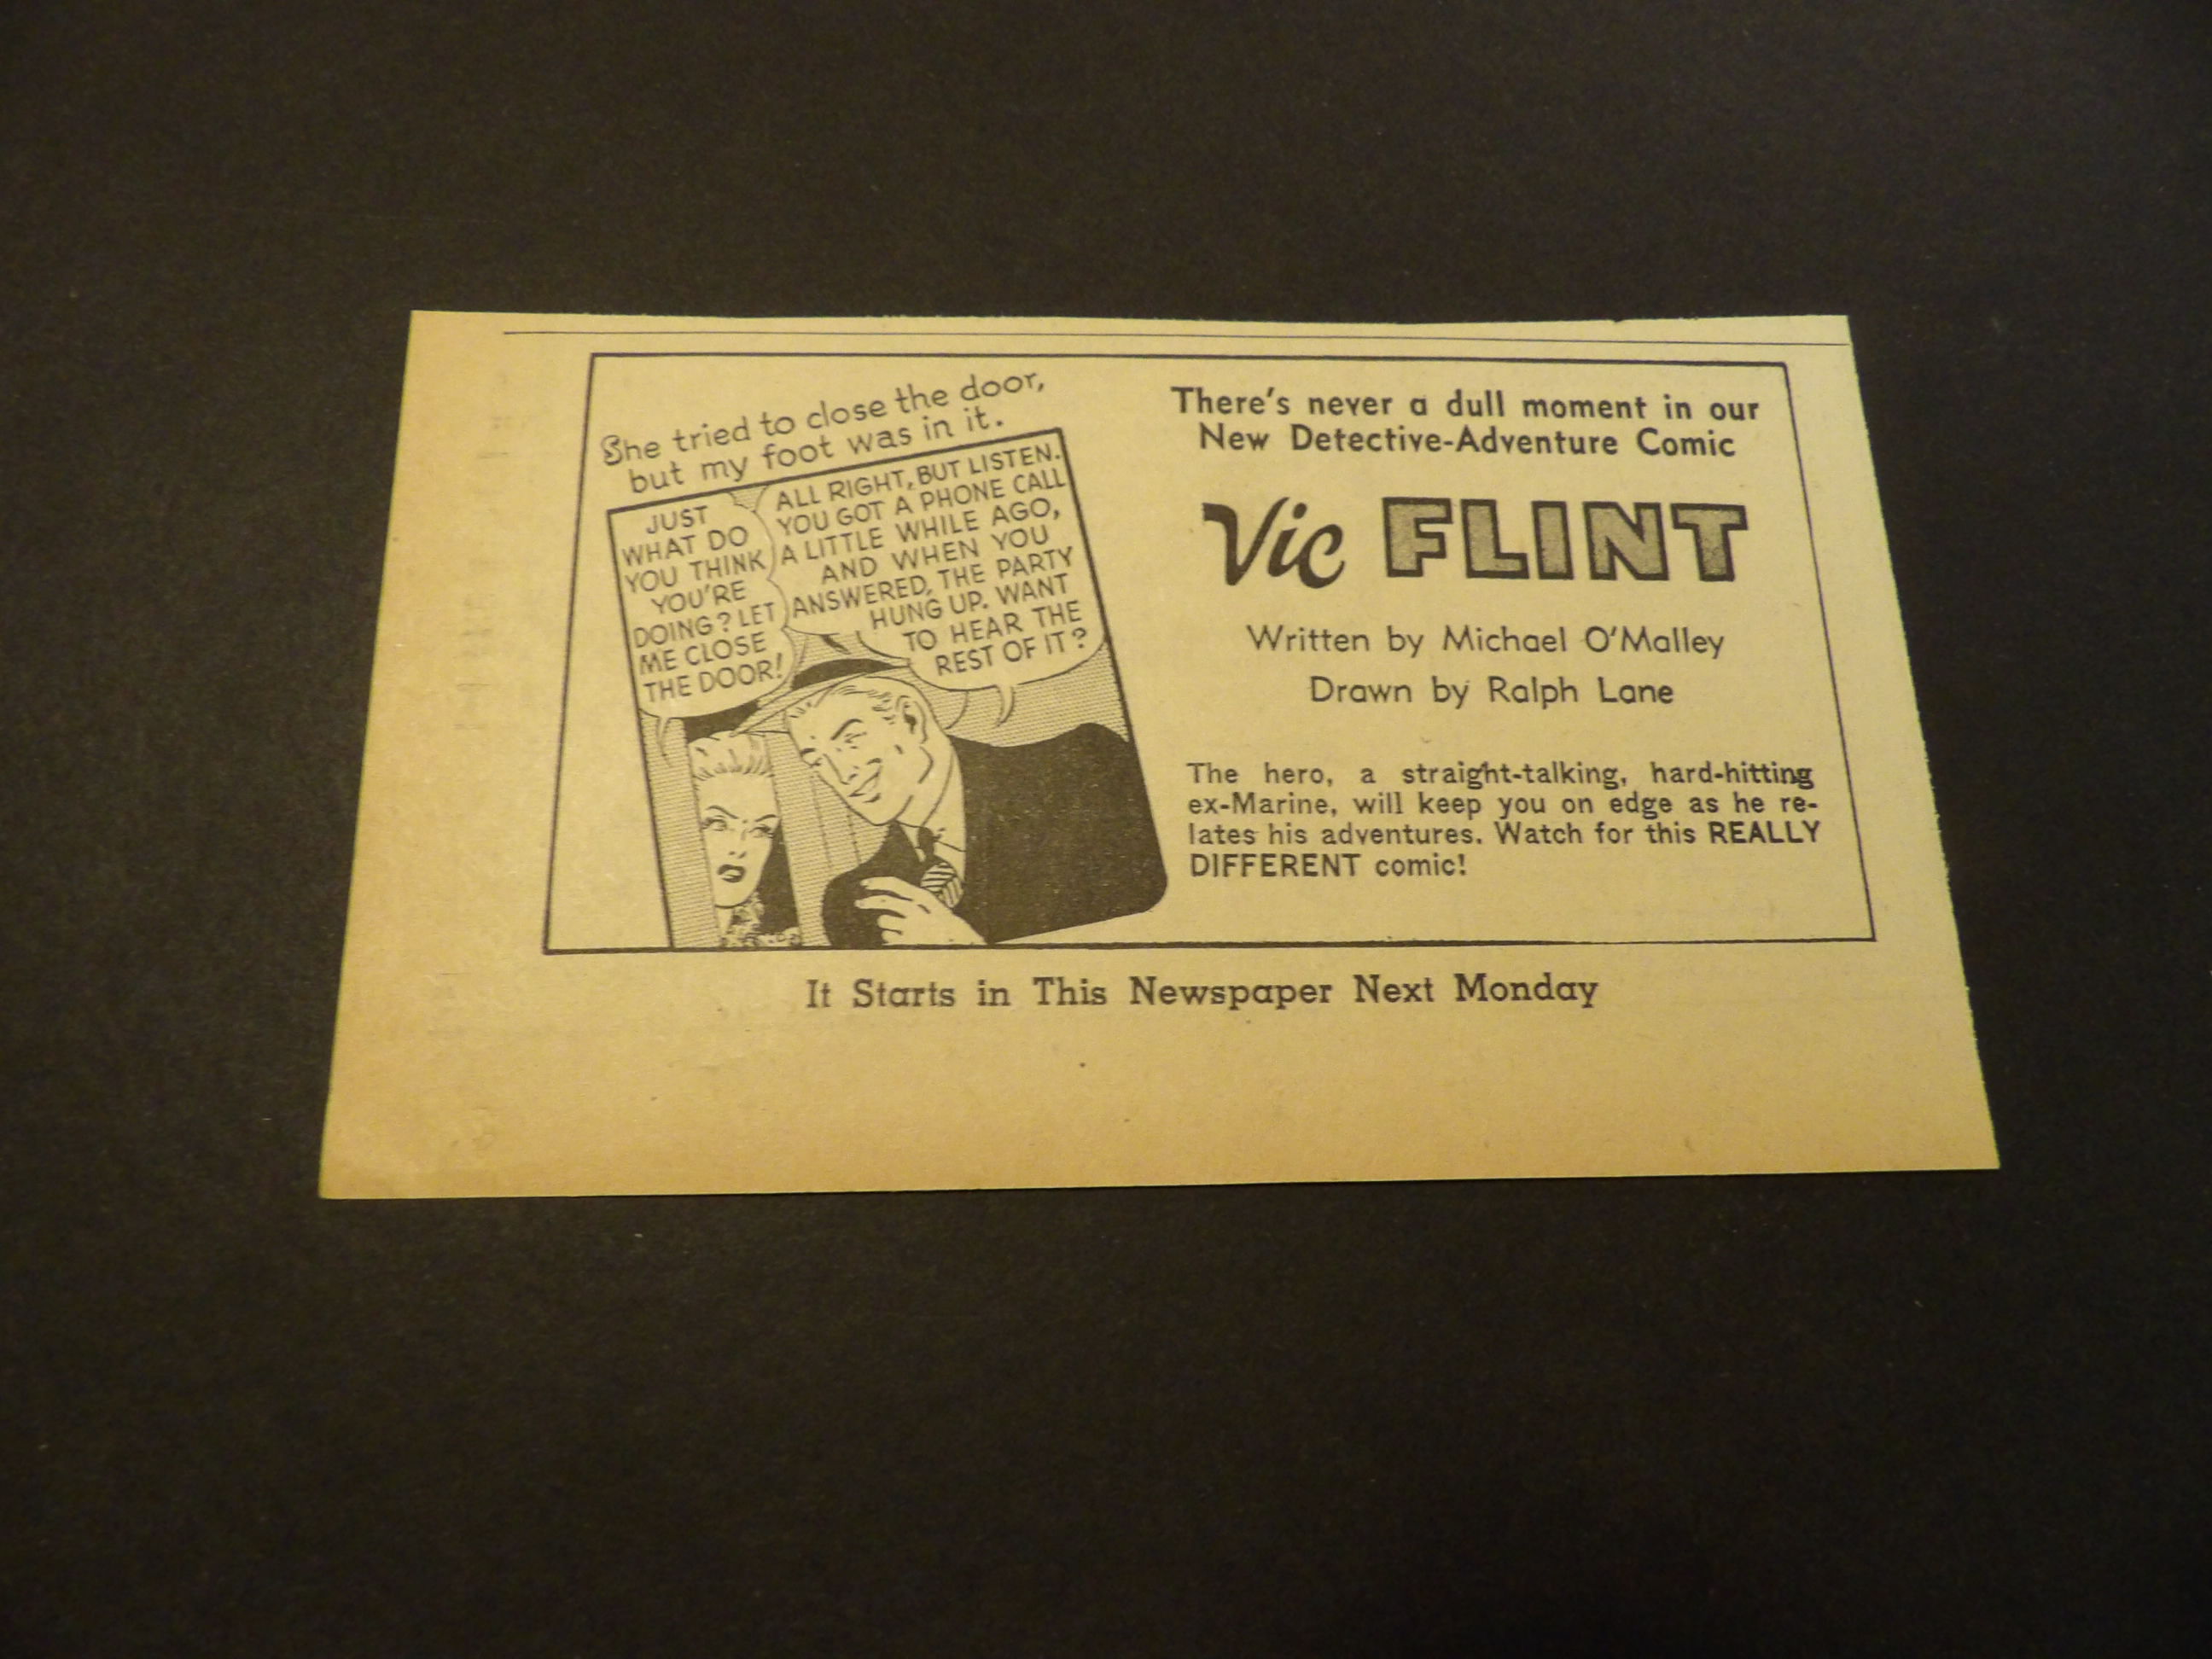 She tried to close the door,
but my foot was in it.
JUST
WHAT DO
YOU THINK
YOU'RE
DOING? LET
ME CLOSE
THE DOOR!
ALL RIGHT, BUT LISTEN.
YOU GOT A PHONE CALL
A LITTLE WHILE AGO,
AND WHEN YOU
ANSWERED, THE PARTY
HUNG UP. WANT
TO HEAR THE
REST OF IT?
There's never a dull moment in our
New Detective-Adventure Comic
Vic FLINT
Written by Michael O'Malley
Drawn by Ralph Lane
The hero, a straight-talking, hard-hitting
ex-Marine, will keep you on edge as he re-
lates his adventures. Watch for this REALLY
DIFFERENT comic!
It Starts in This Newspaper Next Monday